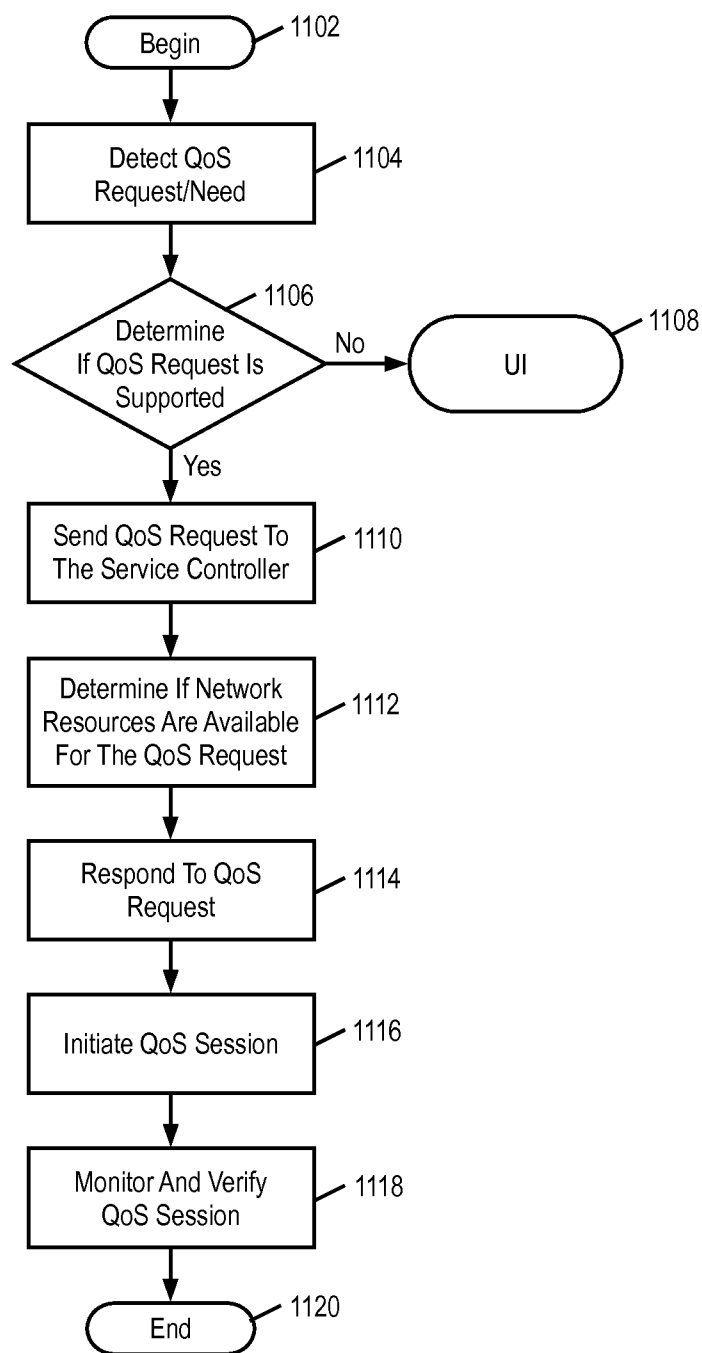 Begin
1102
Detect QoS
Request/Need
1104
1106
Determine
If QoS Request Is
Supported
No
UI
1108
Yes
Send QoS Request To
The Service Controller
1110
Determine If Network
Resources Are Available
For The QoS Request
1112
Respond To QoS
Request
1114
Initiate QoS Session
1116
Monitor And Verify
QoS Session
1118
End
1120